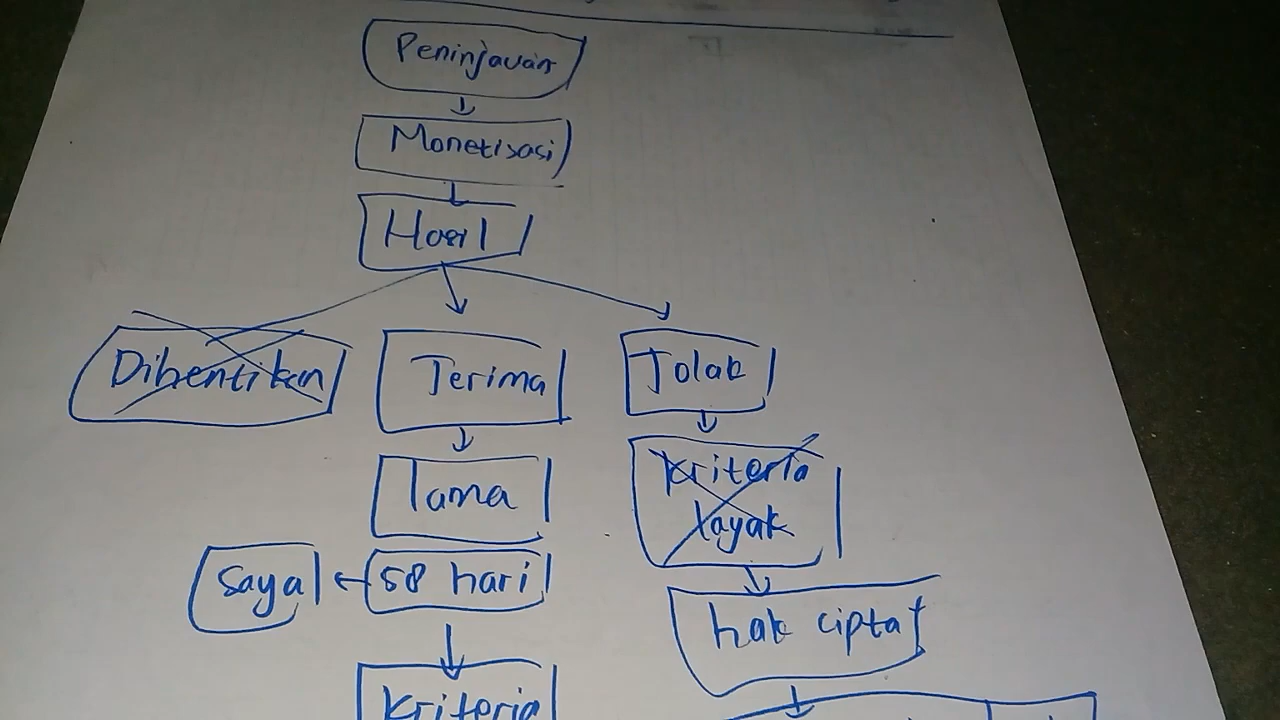 Peninjauan
Monetisasi
Hasil
Dihentikan
Terima
Tolak
lama
Kriteria
layak
58 hari
Saya
hak cipta
Kriteria